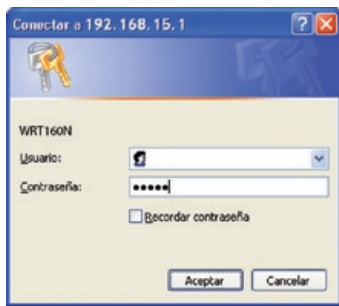 Conectar a 192.168.15.1
WRT160N
Usuario:
Contraseña:
•••••
Recordar contraseña
Aceptar
Cancelar